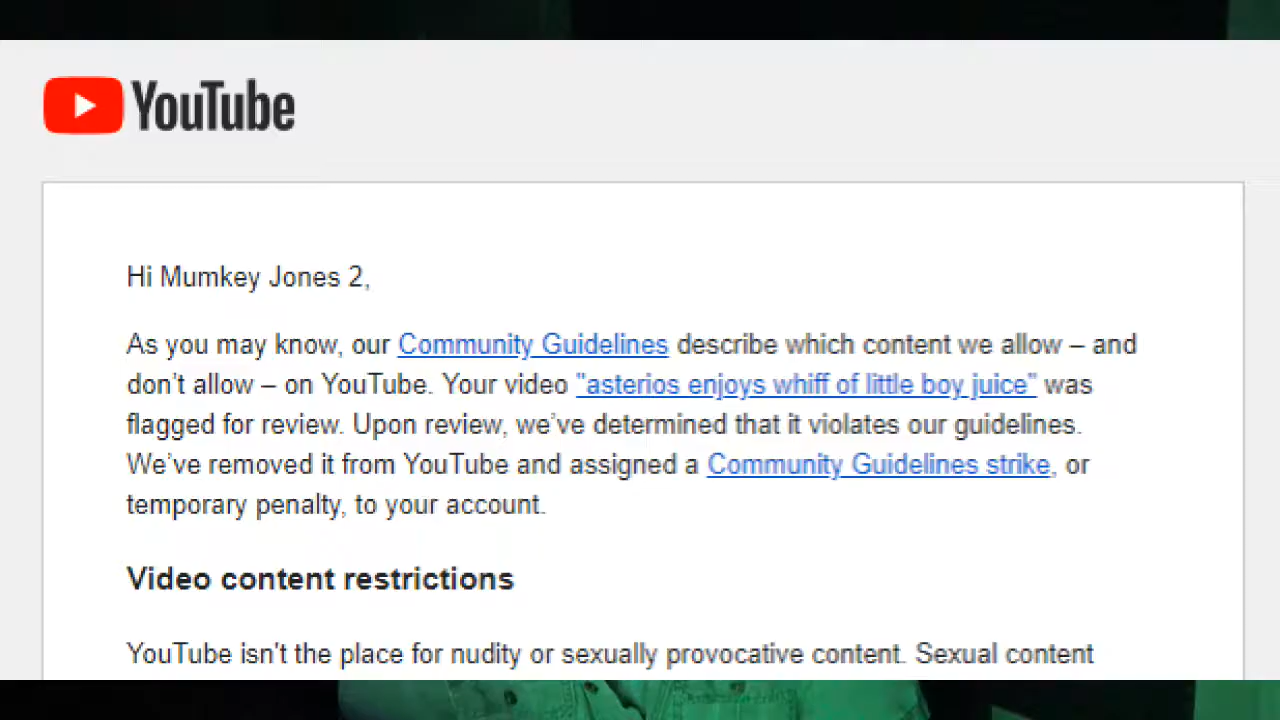 YouTube
Hi Mumkey Jones 2,
As you may know, our Community Guidelines describe which content we allow – and
don't allow – on YouTube. Your video "asterios enjoys whiff of little boy juice" was
flagged for review. Upon review, we've determined that it violates our guidelines.
We've removed it from YouTube and assigned a Community Guidelines strike, or
temporary penalty, to your account.
Video content restrictions
YouTube isn't the place for nudity or sexually provocative content. Sexual content